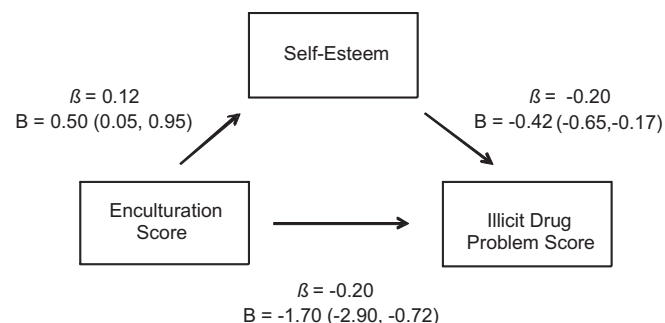 Self-Esteem
ß = 0.12
B = 0.50 (0.05, 0.95)
ß = -0.20
B = -0.42 (-0.65,-0.17)
Enculturation
Score
Illicit Drug
Problem Score
ß = -0.20
B = -1.70 (-2.90, -0.72)